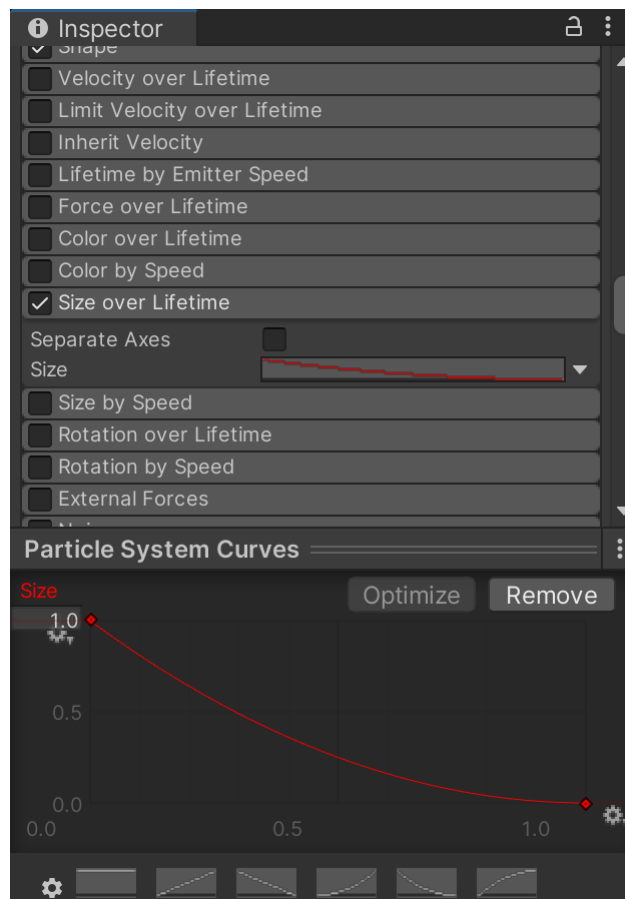 Inspector
Shape
Velocity over Lifetime
Limit Velocity over Lifetime
Inherit Velocity
Lifetime by Emitter Speed
Force over Lifetime
Color over Lifetime
Color by Speed
Size over Lifetime
Separate Axes
Size
Size by Speed
Rotation over Lifetime
Rotation by Speed
External Forces
Particle System Curves
Size
Optimize Remove
1.0
0.5
0.0
0.0 0.5 1.0